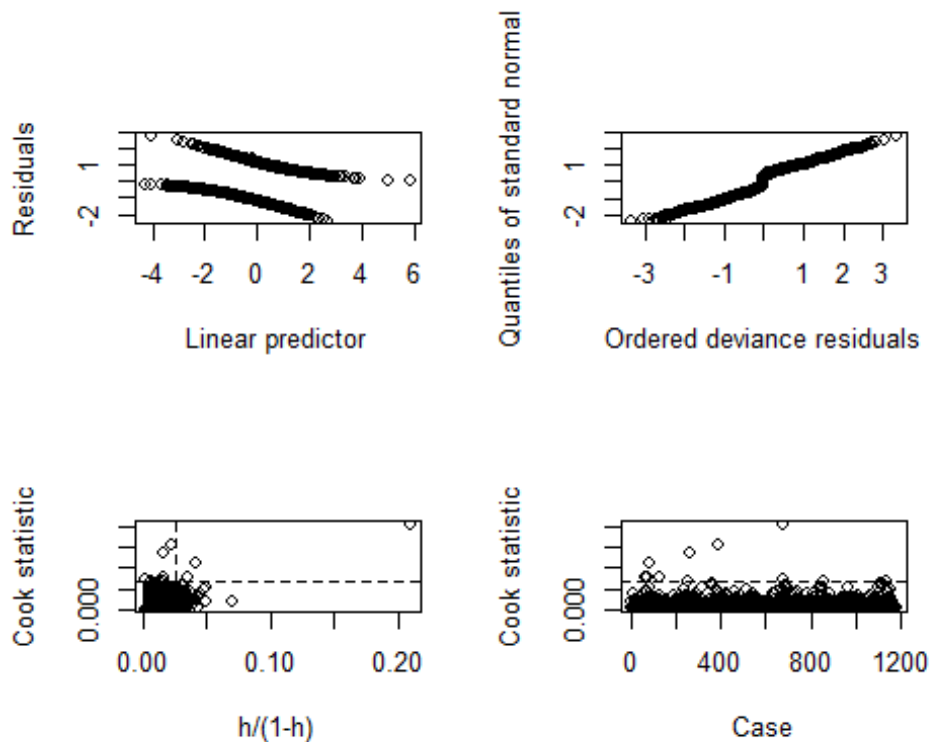 Residuals
1
-2
-4 -2 0 2 4 6
Linear predictor
Quantiles of standard normal
1
-2
-3 -1 1 2 3
Ordered deviance residuals
Cook statistic
0.000
0.00 0.10 0.20
h/(1-h)
Cook statistic
0.000
0 400 800 1200
Case